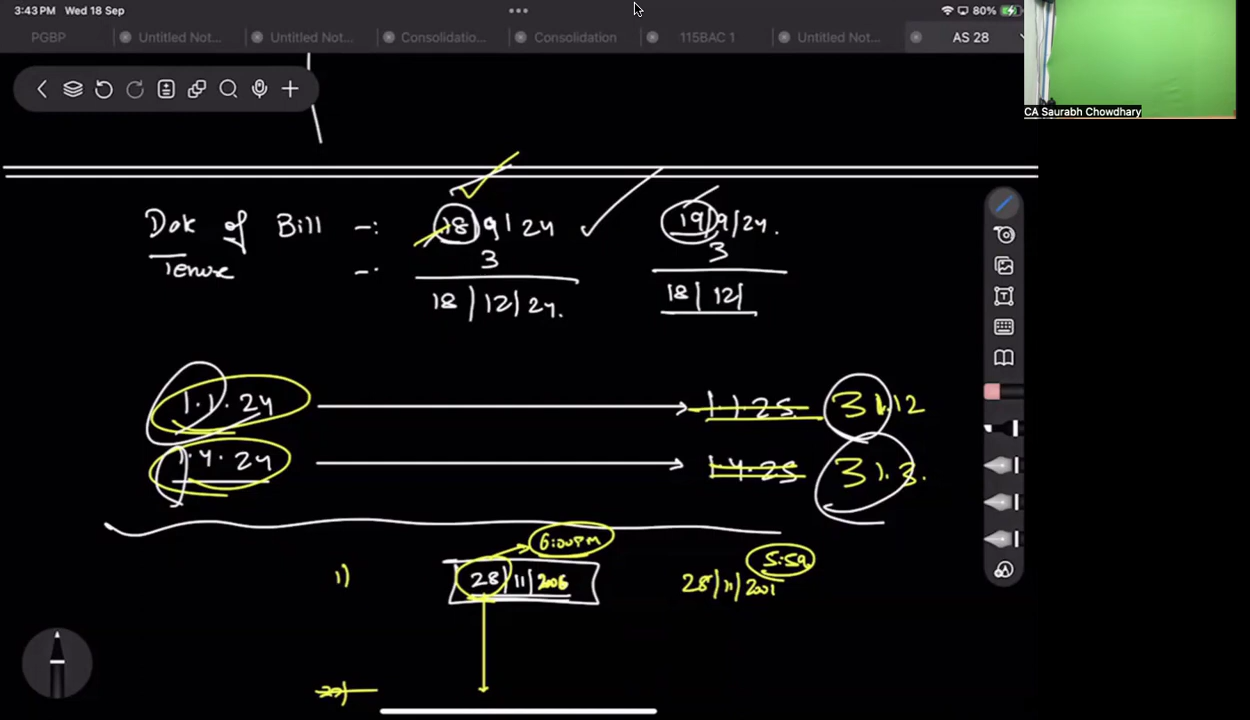 3:43 PM Wed 18 Sep
80%
PGBP
Untitled Not...
Untitled Not...
Consolidatio...
Consolidation
115BAC 1
Untitled Not...
AS 28
CA Saurabh Chowdhary
Date of Bill -: 18/9/24 19/9/24.
Tenure -: 3 3
18/12/24. 18/12/
1.1.24 1.1.25. 31.12
1.4.24 1.4.25 31.3.
6:00PM
1) 28/11/2006 28/11/2001 5:59